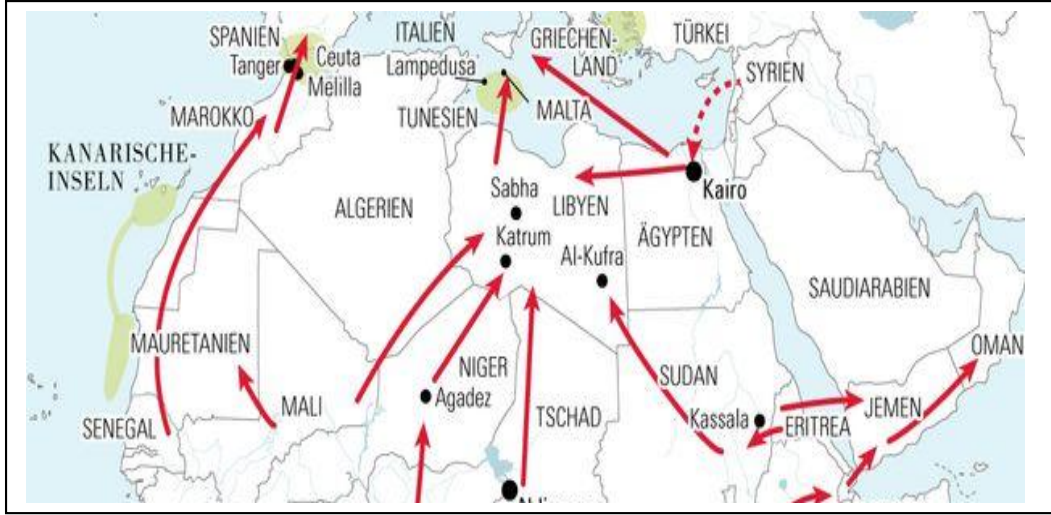 SPANIEN
ITALIEN
GRIECHEN-
LAND
TÜRKEI
Tanger
Ceuta
Melilla
Lampedusa
SYRIEN
MAROKKO
TUNESIEN
MALTA
KANARISCHE-
INSELN
Kairo
Sabha
ALGERIEN
LIBYEN
Katrum
ÄGYPTEN
Al-Kufra
SAUDIARABIEN
MAURETANIEN
OMAN
NIGER
SUDAN
Agadez
MALI
JEMEN
TSCHAD
Kassala
ERITREA
SENEGAL